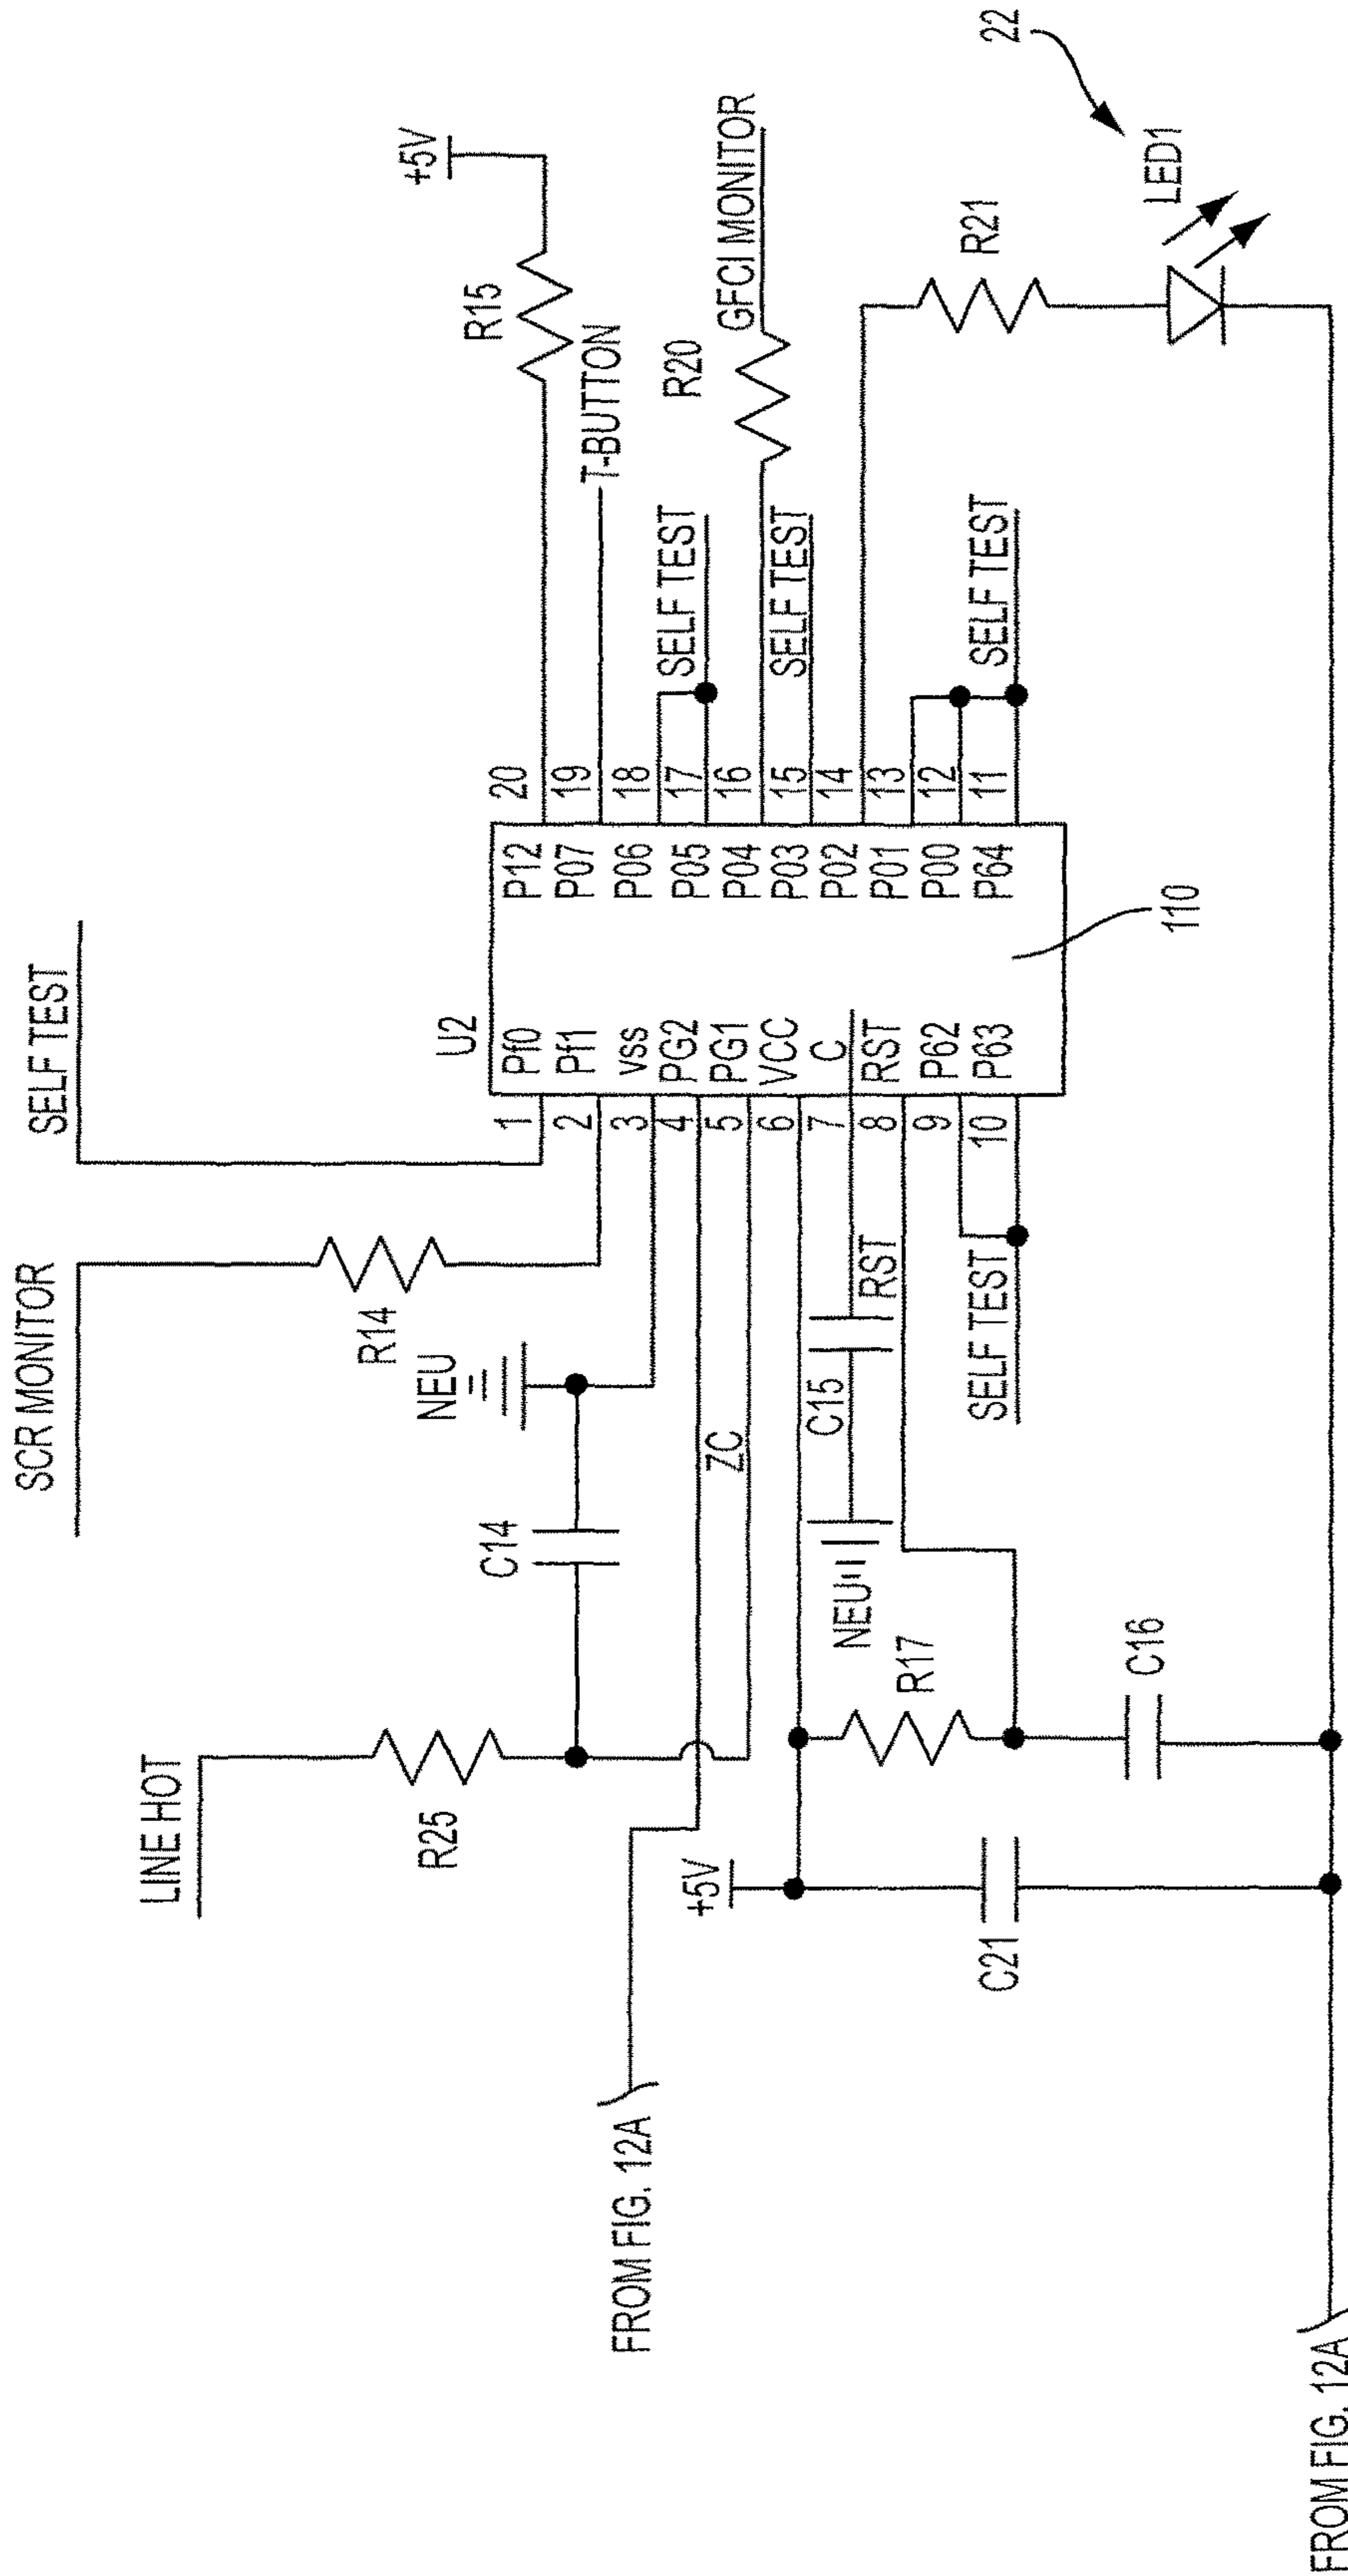 SELF TEST
SCR MONITOR
LINE HOT
+5V
R15
T-BUTTON
R20
GFCI MONITOR
SELF TEST
SELF TEST
SELF TEST
R21
LED1
22
U2
Pf0
Pf1
vss
PG2
PG1
VCC
C
RST
P62
P63
P12
P07
P06
P05
P04
P03
P02
P01
P00
P64
1
2
3
4
5
6
7
8
9
10
20
19
18
17
16
15
14
13
12
11
110
R14
NEU
C14
R25
ZC
RST
C15
NEU
SELF TEST
R17
C16
+5V
C21
FROM FIG. 12A
FROM FIG. 12A